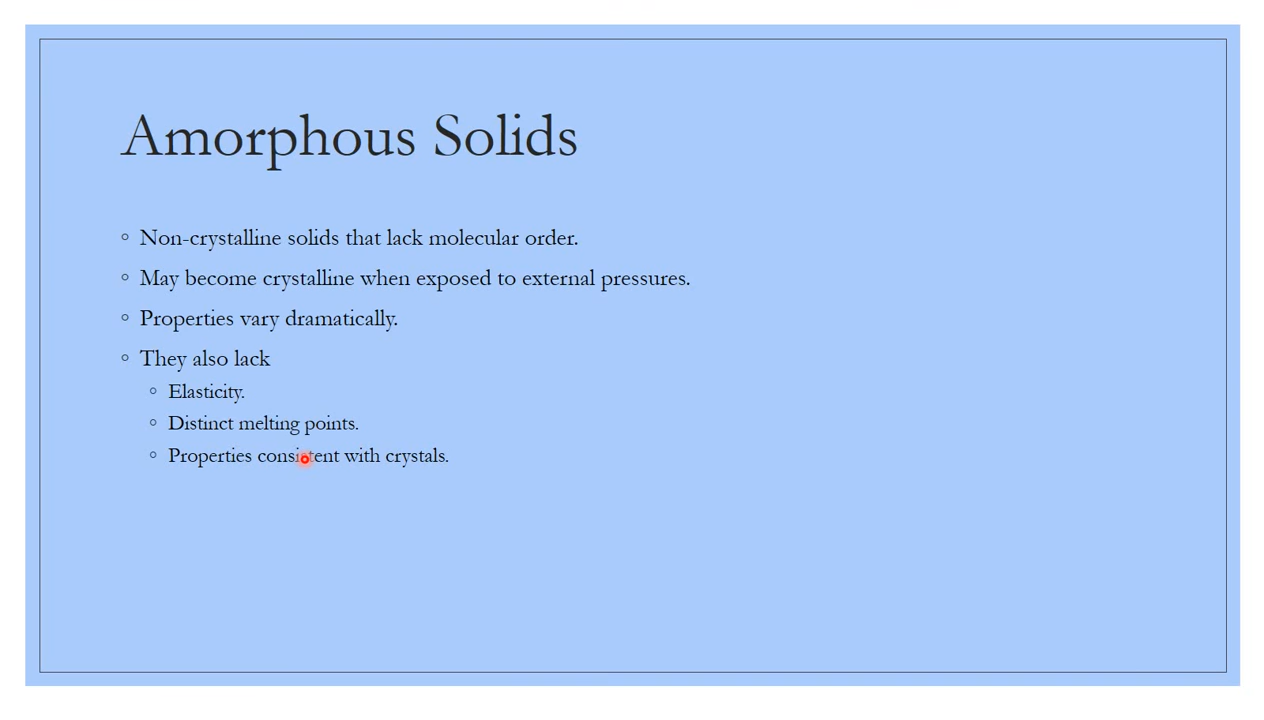 Amorphous Solids
Non-crystalline solids that lack molecular order.
May become crystalline when exposed to external pressures.
Properties vary dramatically.
They also lack
Elasticity.
Distinct melting points.
Properties consistent with crystals.